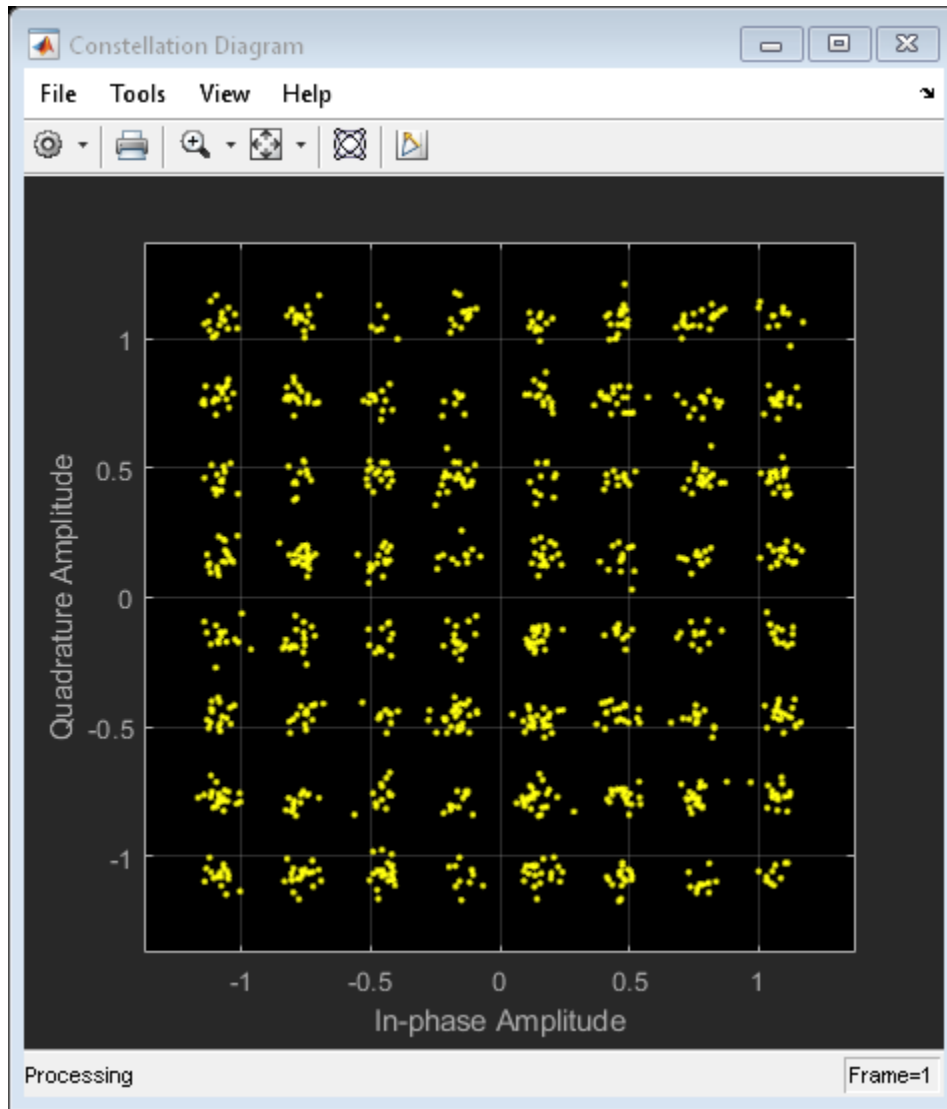 Constellation Diagram
File Tools View Help
1
0.5
0
-0.5
-1
Quadrature Amplitude
-1 -0.5 0 0.5 1
In-phase Amplitude
Processing Frame=1